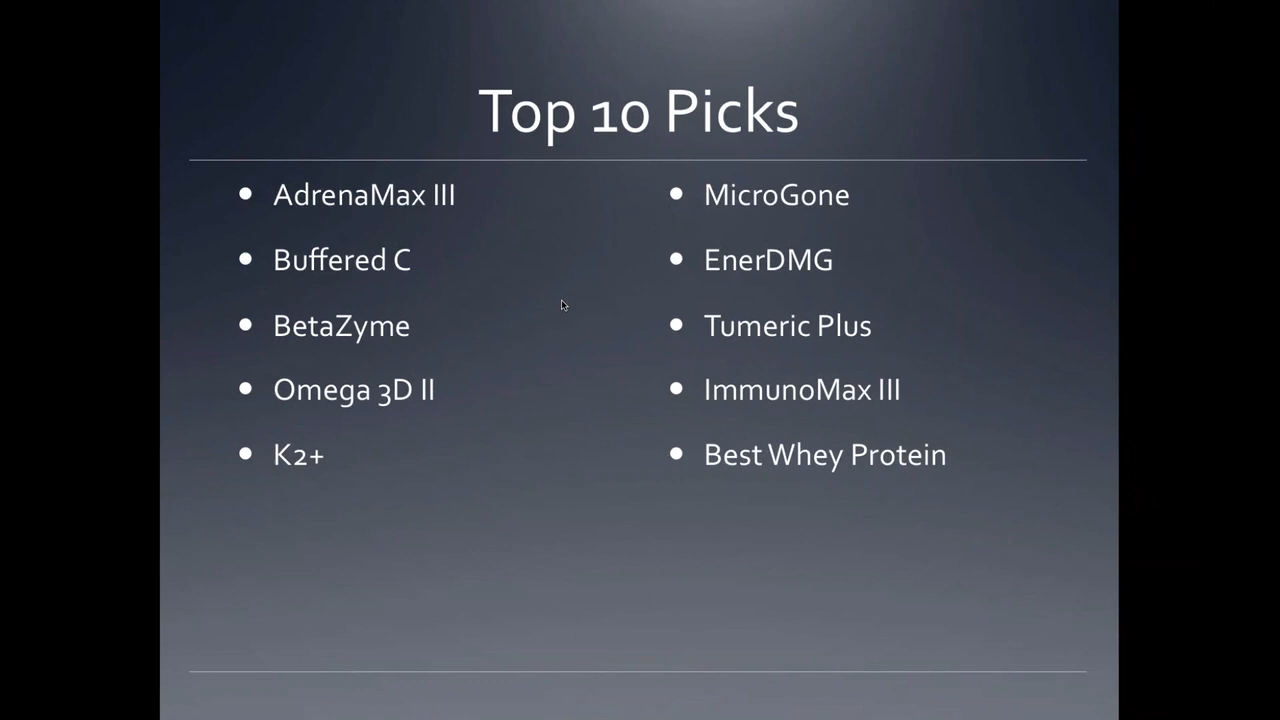 Top 10 Picks
AdrenaMax III
Buffered C
BetaZyme
Omega 3D II
K2+
MicroGone
EnerDMG
Tumeric Plus
ImmunoMax III
Best Whey Protein